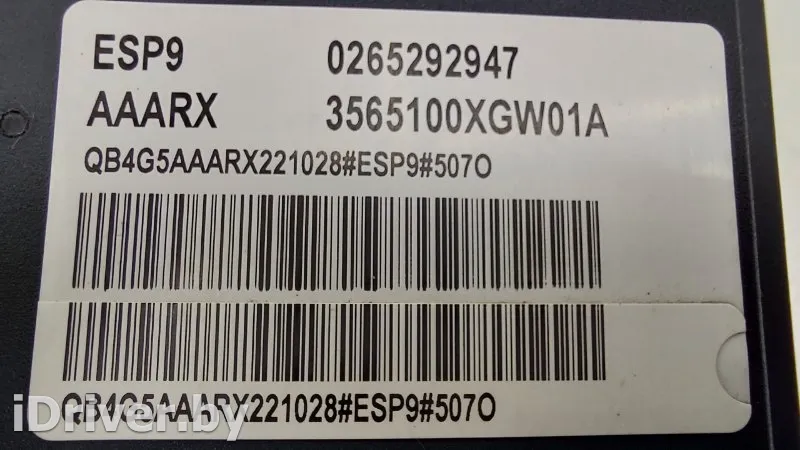 ESP9 0265292947
AAARX 3565100XGW01A
QB4G5AAARX221028#ESP9#507O
QB4G5AAARX221028#ESP9#507O
iDriver.by